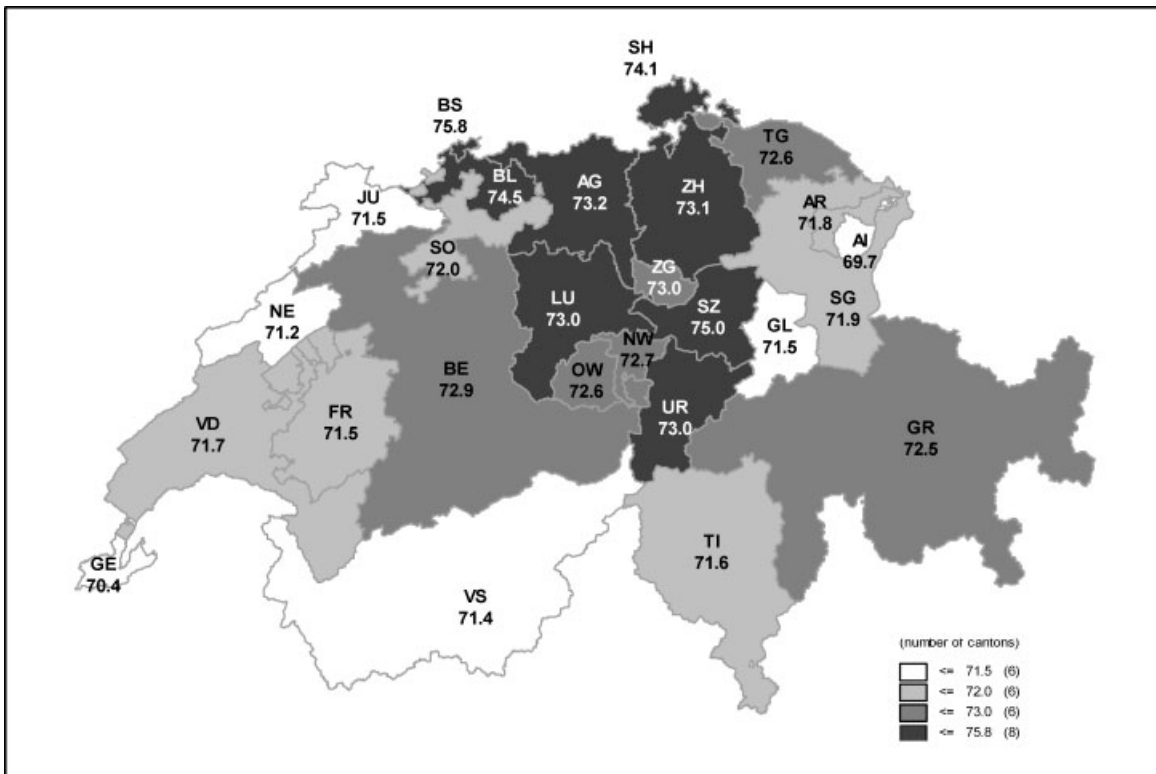 SH
74.1
BS
75.8
TG
72.6
BL
74.5
AG
73.2
ZH
73.1
JU
71.5
AR
71.8
AI
69.7
SO
72.0
ZG
73.0
LU
73.0
SZ
75.0
SG
71.9
NE
71.2
GL
71.5
NW
72.7
BE
72.9
OW
72.6
UR
73.0
FR
71.5
VD
71.7
GR
72.5
TI
71.6
GE
70.4
VS
71.4
(number of cantons)
<= 71.5 (6)
<= 72.0 (6)
<= 73.0 (6)
<= 75.8 (8)